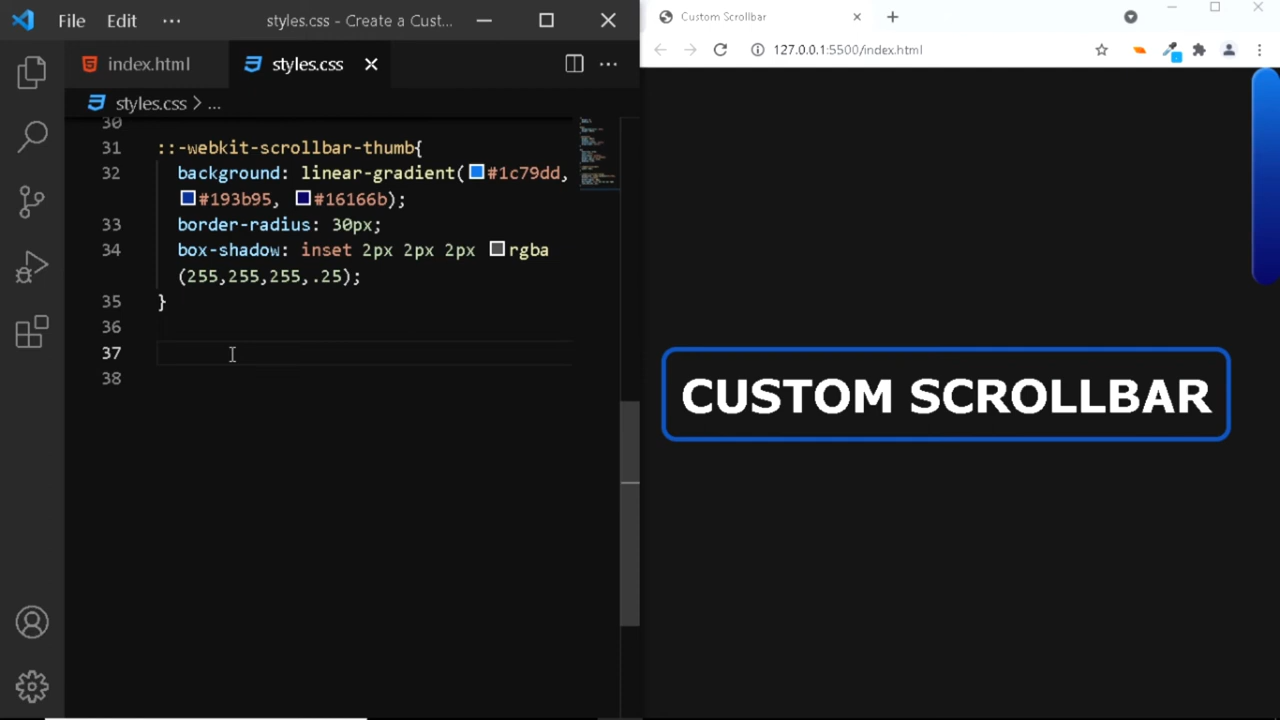 File Edit ··· styles.css - Create a Cust...
index.html styles.css
styles.css > ...
30
31 ::-webkit-scrollbar-thumb{
32 background: linear-gradient(#1c79dd,
#193b95, #16166b);
33 border-radius: 30px;
34 box-shadow: inset 2px 2px 2px rgba
(255,255,255,.25);
35 }
36
37
38
Custom Scrollbar
127.0.0.1:5500/index.html
CUSTOM SCROLLBAR